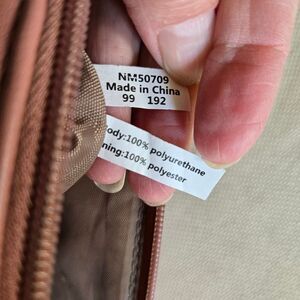 NM50709
Made in China
99 192
ody:100% polyurethane
ning:100% polyester